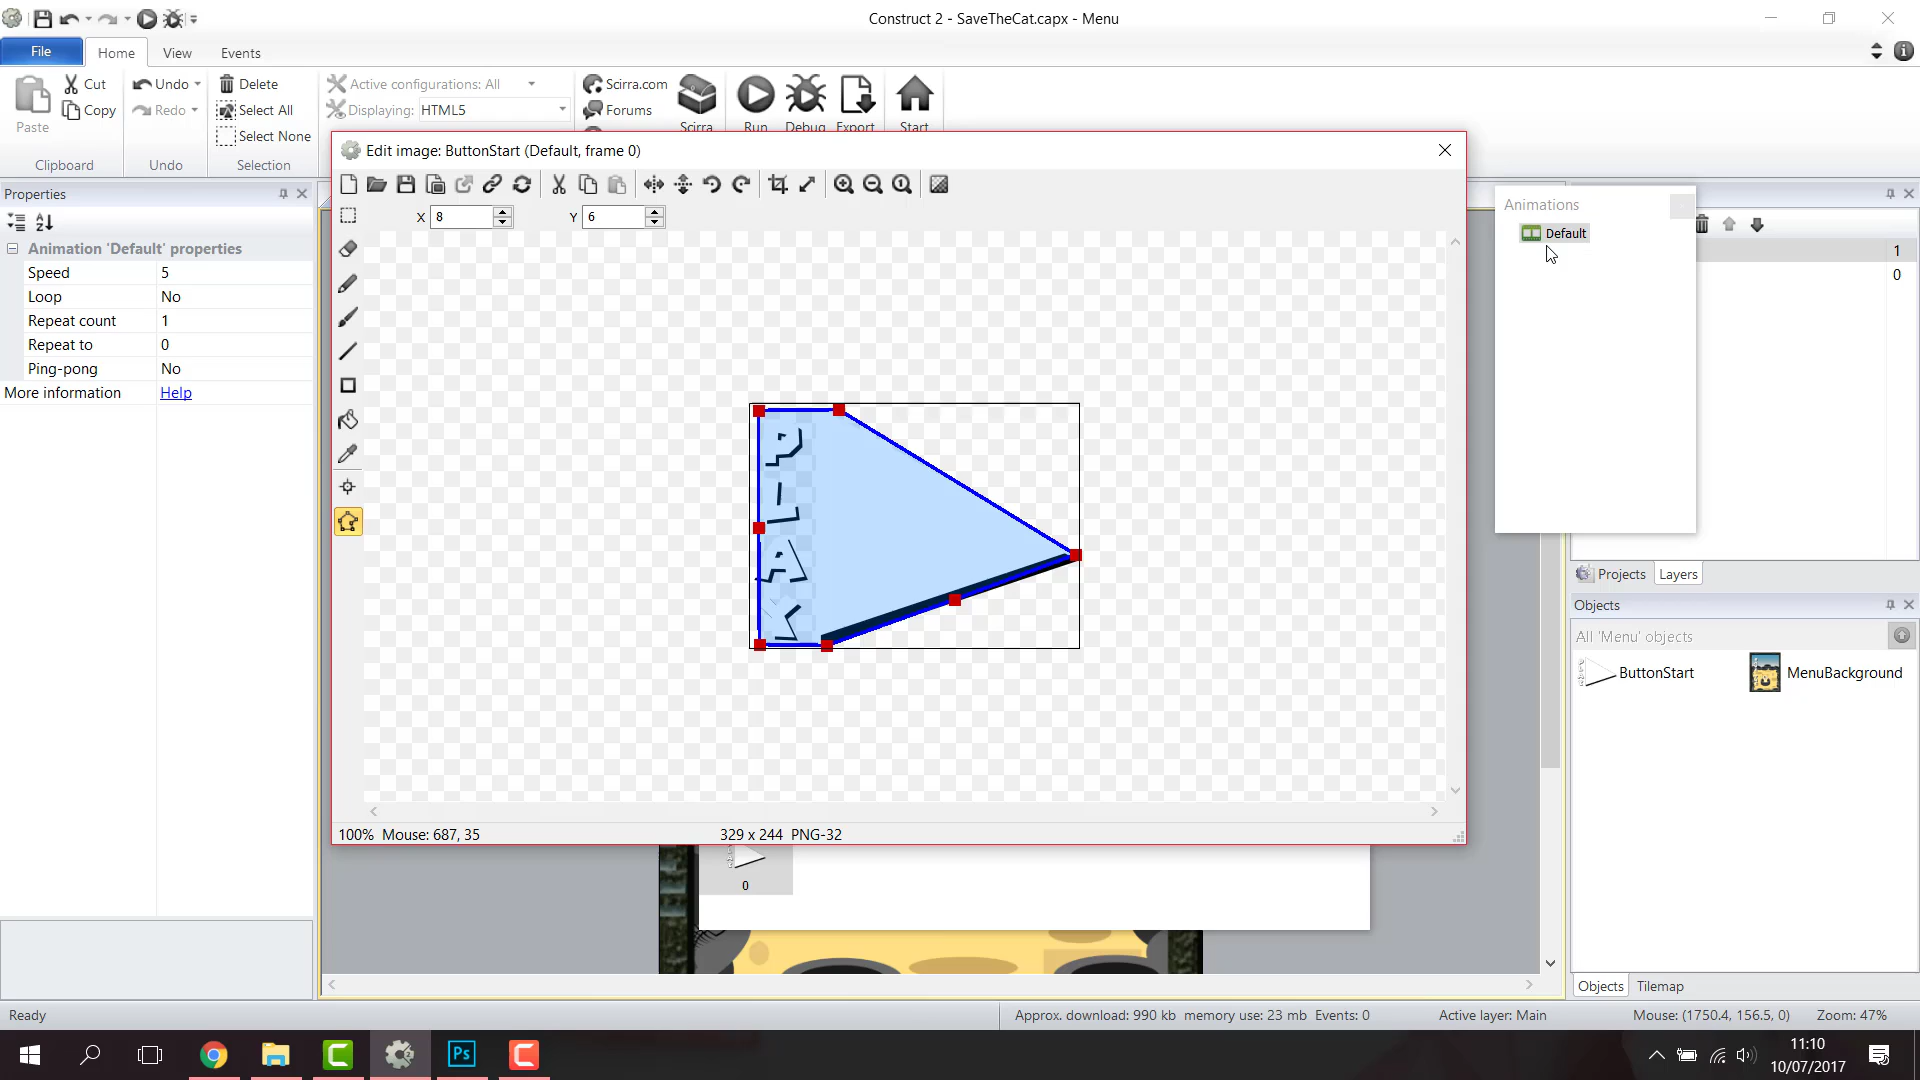 Construct 2 - SaveTheCat.capx - Menu
File Home View Events
Paste Cut Copy Clipboard
Undo Redo Undo
Delete Select All Select None Selection
Active configurations: All
Displaying: HTML5
Scirra.com
Forums
Scirra Run Debug Export Start
Properties
Animation 'Default' properties
Speed 5
Loop No
Repeat count 1
Repeat to 0
Ping-pong No
More information Help
Edit image: ButtonStart (Default, frame 0)
X 8 Y 6
PLAY
100% Mouse: 687, 35 329 x 244 PNG-32
0
Animations
Default
1
0
Projects Layers
Objects
All 'Menu' objects
ButtonStart MenuBackground
Objects Tilemap
Ready Approx. download: 990 kb memory use: 23 mb Events: 0 Active layer: Main Mouse: (1750.4, 156.5, 0) Zoom: 47%
Ps
11:10
10/07/2017